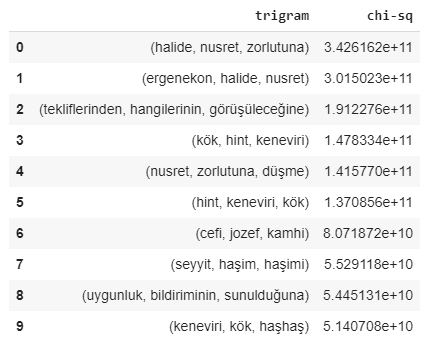 trigram chi-sq
0 (halide, nusret, zorlutuna) 3.426162e+11
1 (ergenekon, halide, nusret) 3.015023e+11
2 (tekliflerinden, hangilerinin, görüşüleceğine) 1.912276e+11
3 (kök, hint, keneviri) 1.478334e+11
4 (nusret, zorlutuna, düşme) 1.415770e+11
5 (hint, keneviri, kök) 1.370856e+11
6 (cefi, jozef, kamhi) 8.071872e+10
7 (seyyit, haşim, haşimi) 5.529118e+10
8 (uygunluk, bildiriminin, sunulduğuna) 5.445131e+10
9 (keneviri, kök, haşhaş) 5.140708e+10